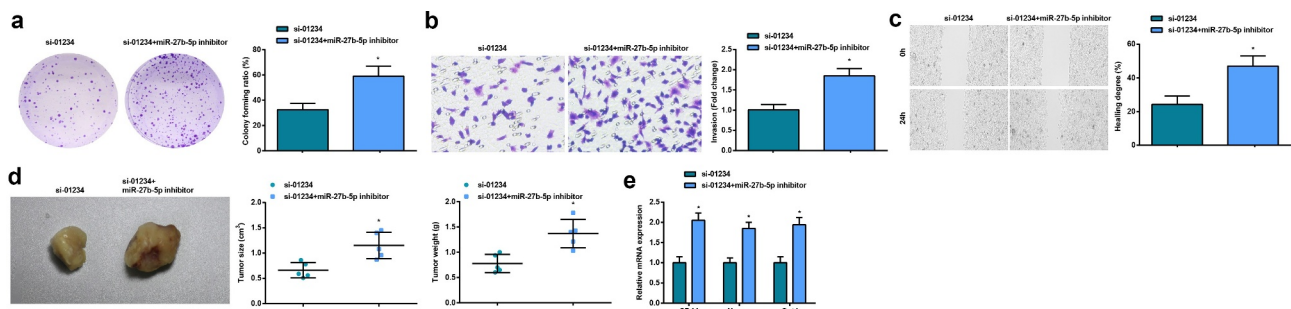 a
si-01234
si-01234+miR-27b-5p inhibitor
si-01234
si-01234+miR-27b-5p inhibitor
Colony forming ratio (%)
80
60
40
20
0
*
b
si-01234
si-01234+miR-27b-5p inhibitor
si-01234
si-01234+miR-27b-5p inhibitor
Invasion (Fold change)
2.5
2.0
1.5
1.0
0.5
0.0
*
c
si-01234
si-01234+miR-27b-5p inhibitor
0h
24h
si-01234
si-01234+miR-27b-5p inhibitor
Healling degree (%)
60
40
20
0
*
d
si-01234
si-01234+
miR-27b-5p inhibitor
si-01234
si-01234+miR-27b-5p inhibitor
Tumor size (cm³)
2.0
1.5
1.0
0.5
0.0
*
si-01234
si-01234+miR-27b-5p inhibitor
Tumor weight (g)
2.0
1.5
1.0
0.5
0.0
*
e
si-01234
si-01234+miR-27b-5p inhibitor
Relative mRNA expression
2.5
2.0
1.5
1.0
0.5
0.0
*
*
*